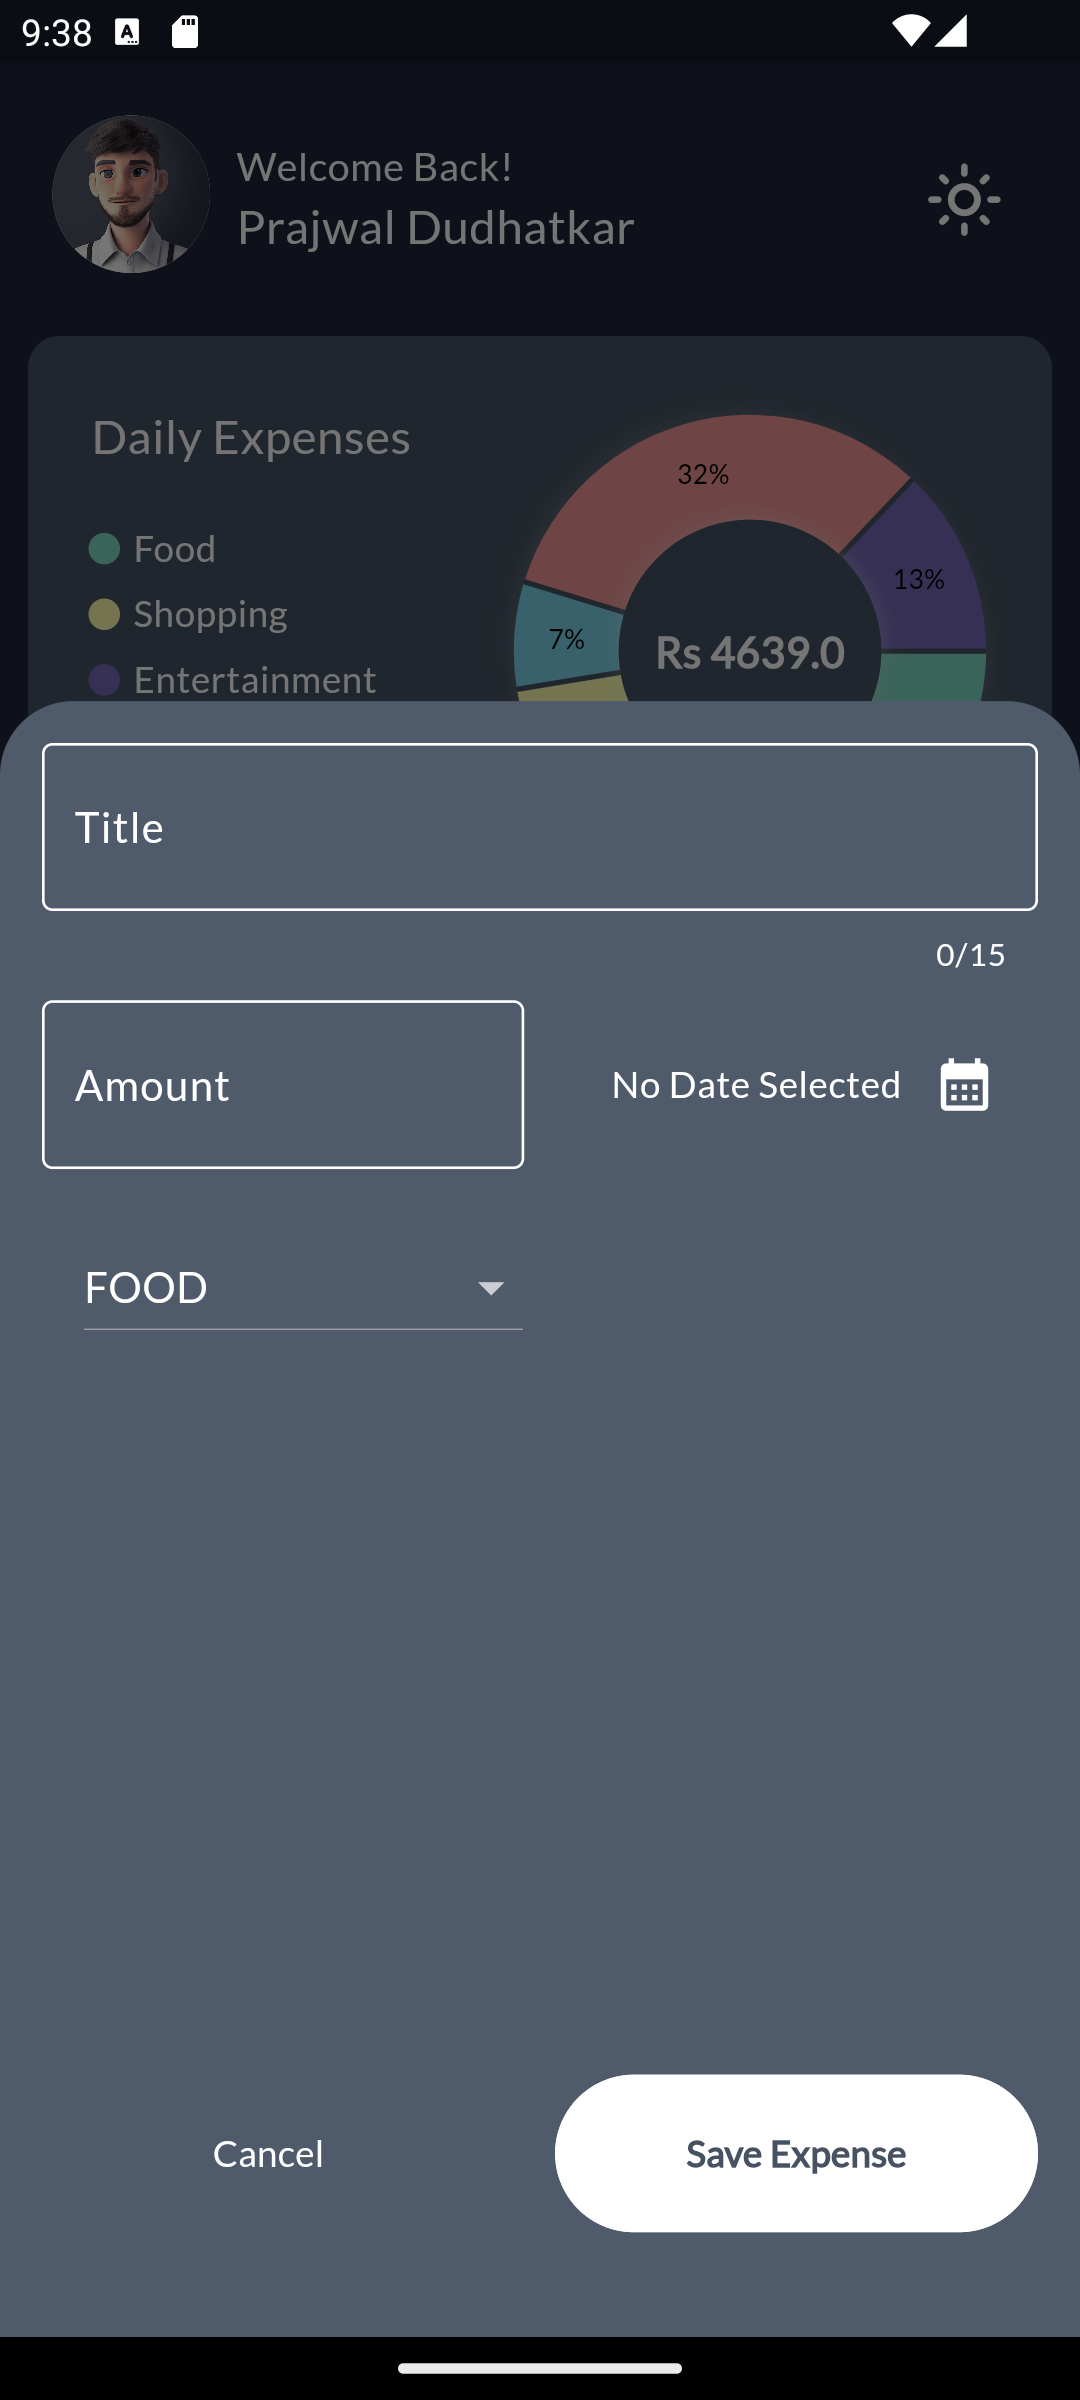 9:38
Welcome Back!
Prajwal Dudhatkar
Daily Expenses
32%
Food
13%
Shopping
7%
Rs 4639.0
Entertainment
Title
0/15
Amount
No Date Selected
FOOD
Cancel
Save Expense